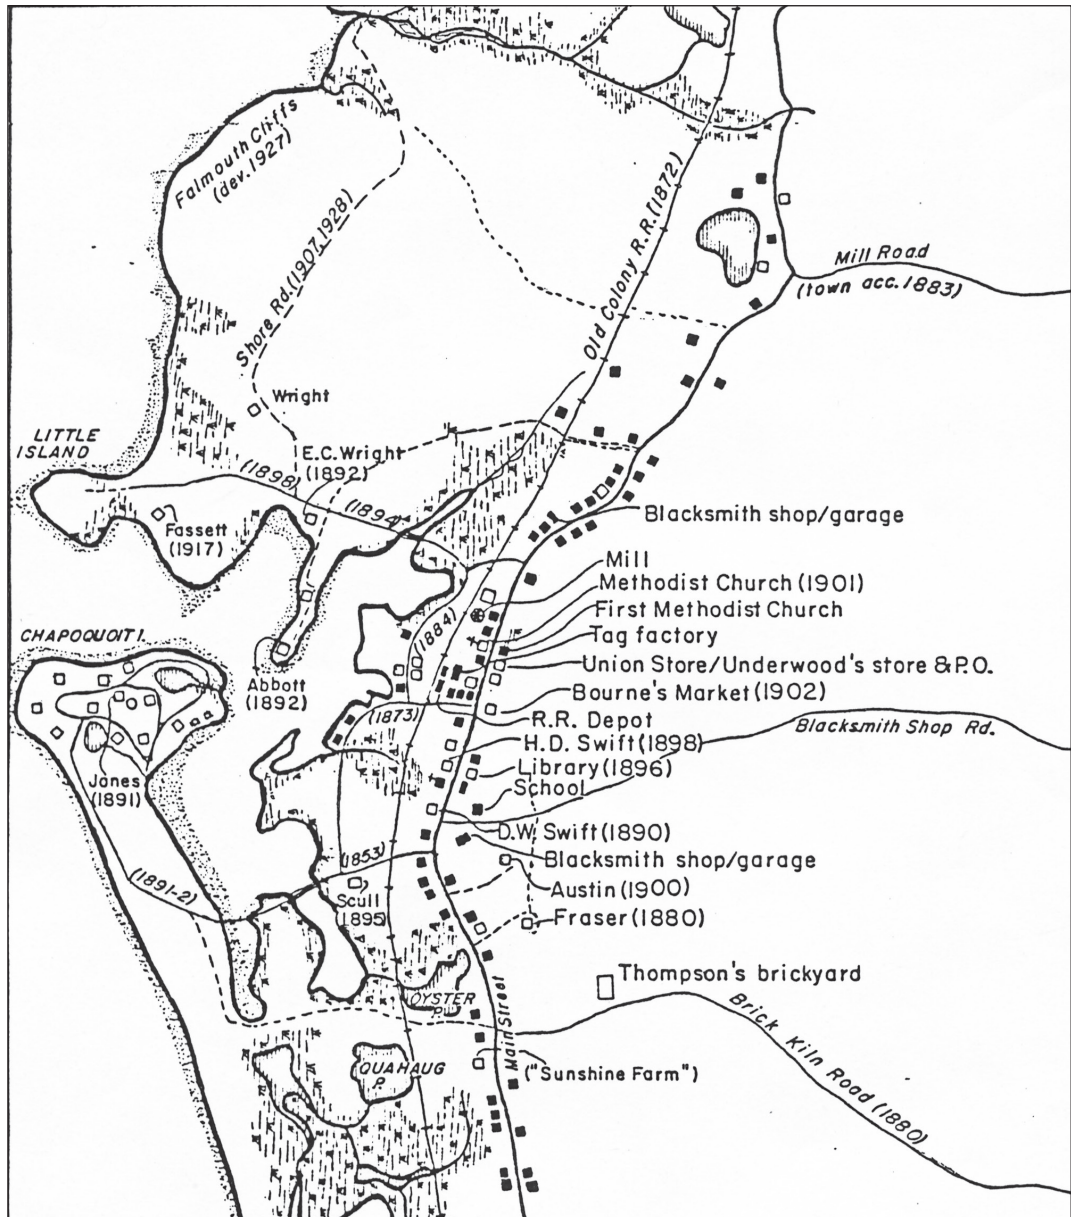 Falmouth Cliffs
(dev.1927)
Shore Rd.(1907,1928)
Old Colony R.R.(1872)
Mill Road
(town acc.1883)
Wright
LITTLE
ISLAND
E.C.Wright
(1892)
(1898)
(1894)
Fassett
(1917)
Blacksmith shop/garage
Mill
Methodist Church(1901)
First Methodist Church
Tag factory
Union Store/Underwood's store &P.O.
Bourne's Market(1902)
R.R. Depot
H.D. Swift(1898)
Library(1896)
School
D.W. Swift(1890)
Blacksmith shop/garage
Austin(1900)
Fraser(1880)
(1884)
CHAPOQUOIT I.
Abbott
(1892)
(1873)
Blacksmith Shop Rd.
Janes
(1891)
(1853)
(1891-2)
Scull
1895)
Thompson's brickyard
OYSTER
P.
Main Street
Brick Kiln Road (1880)
QUAHAUG
P.
("Sunshine Farm")